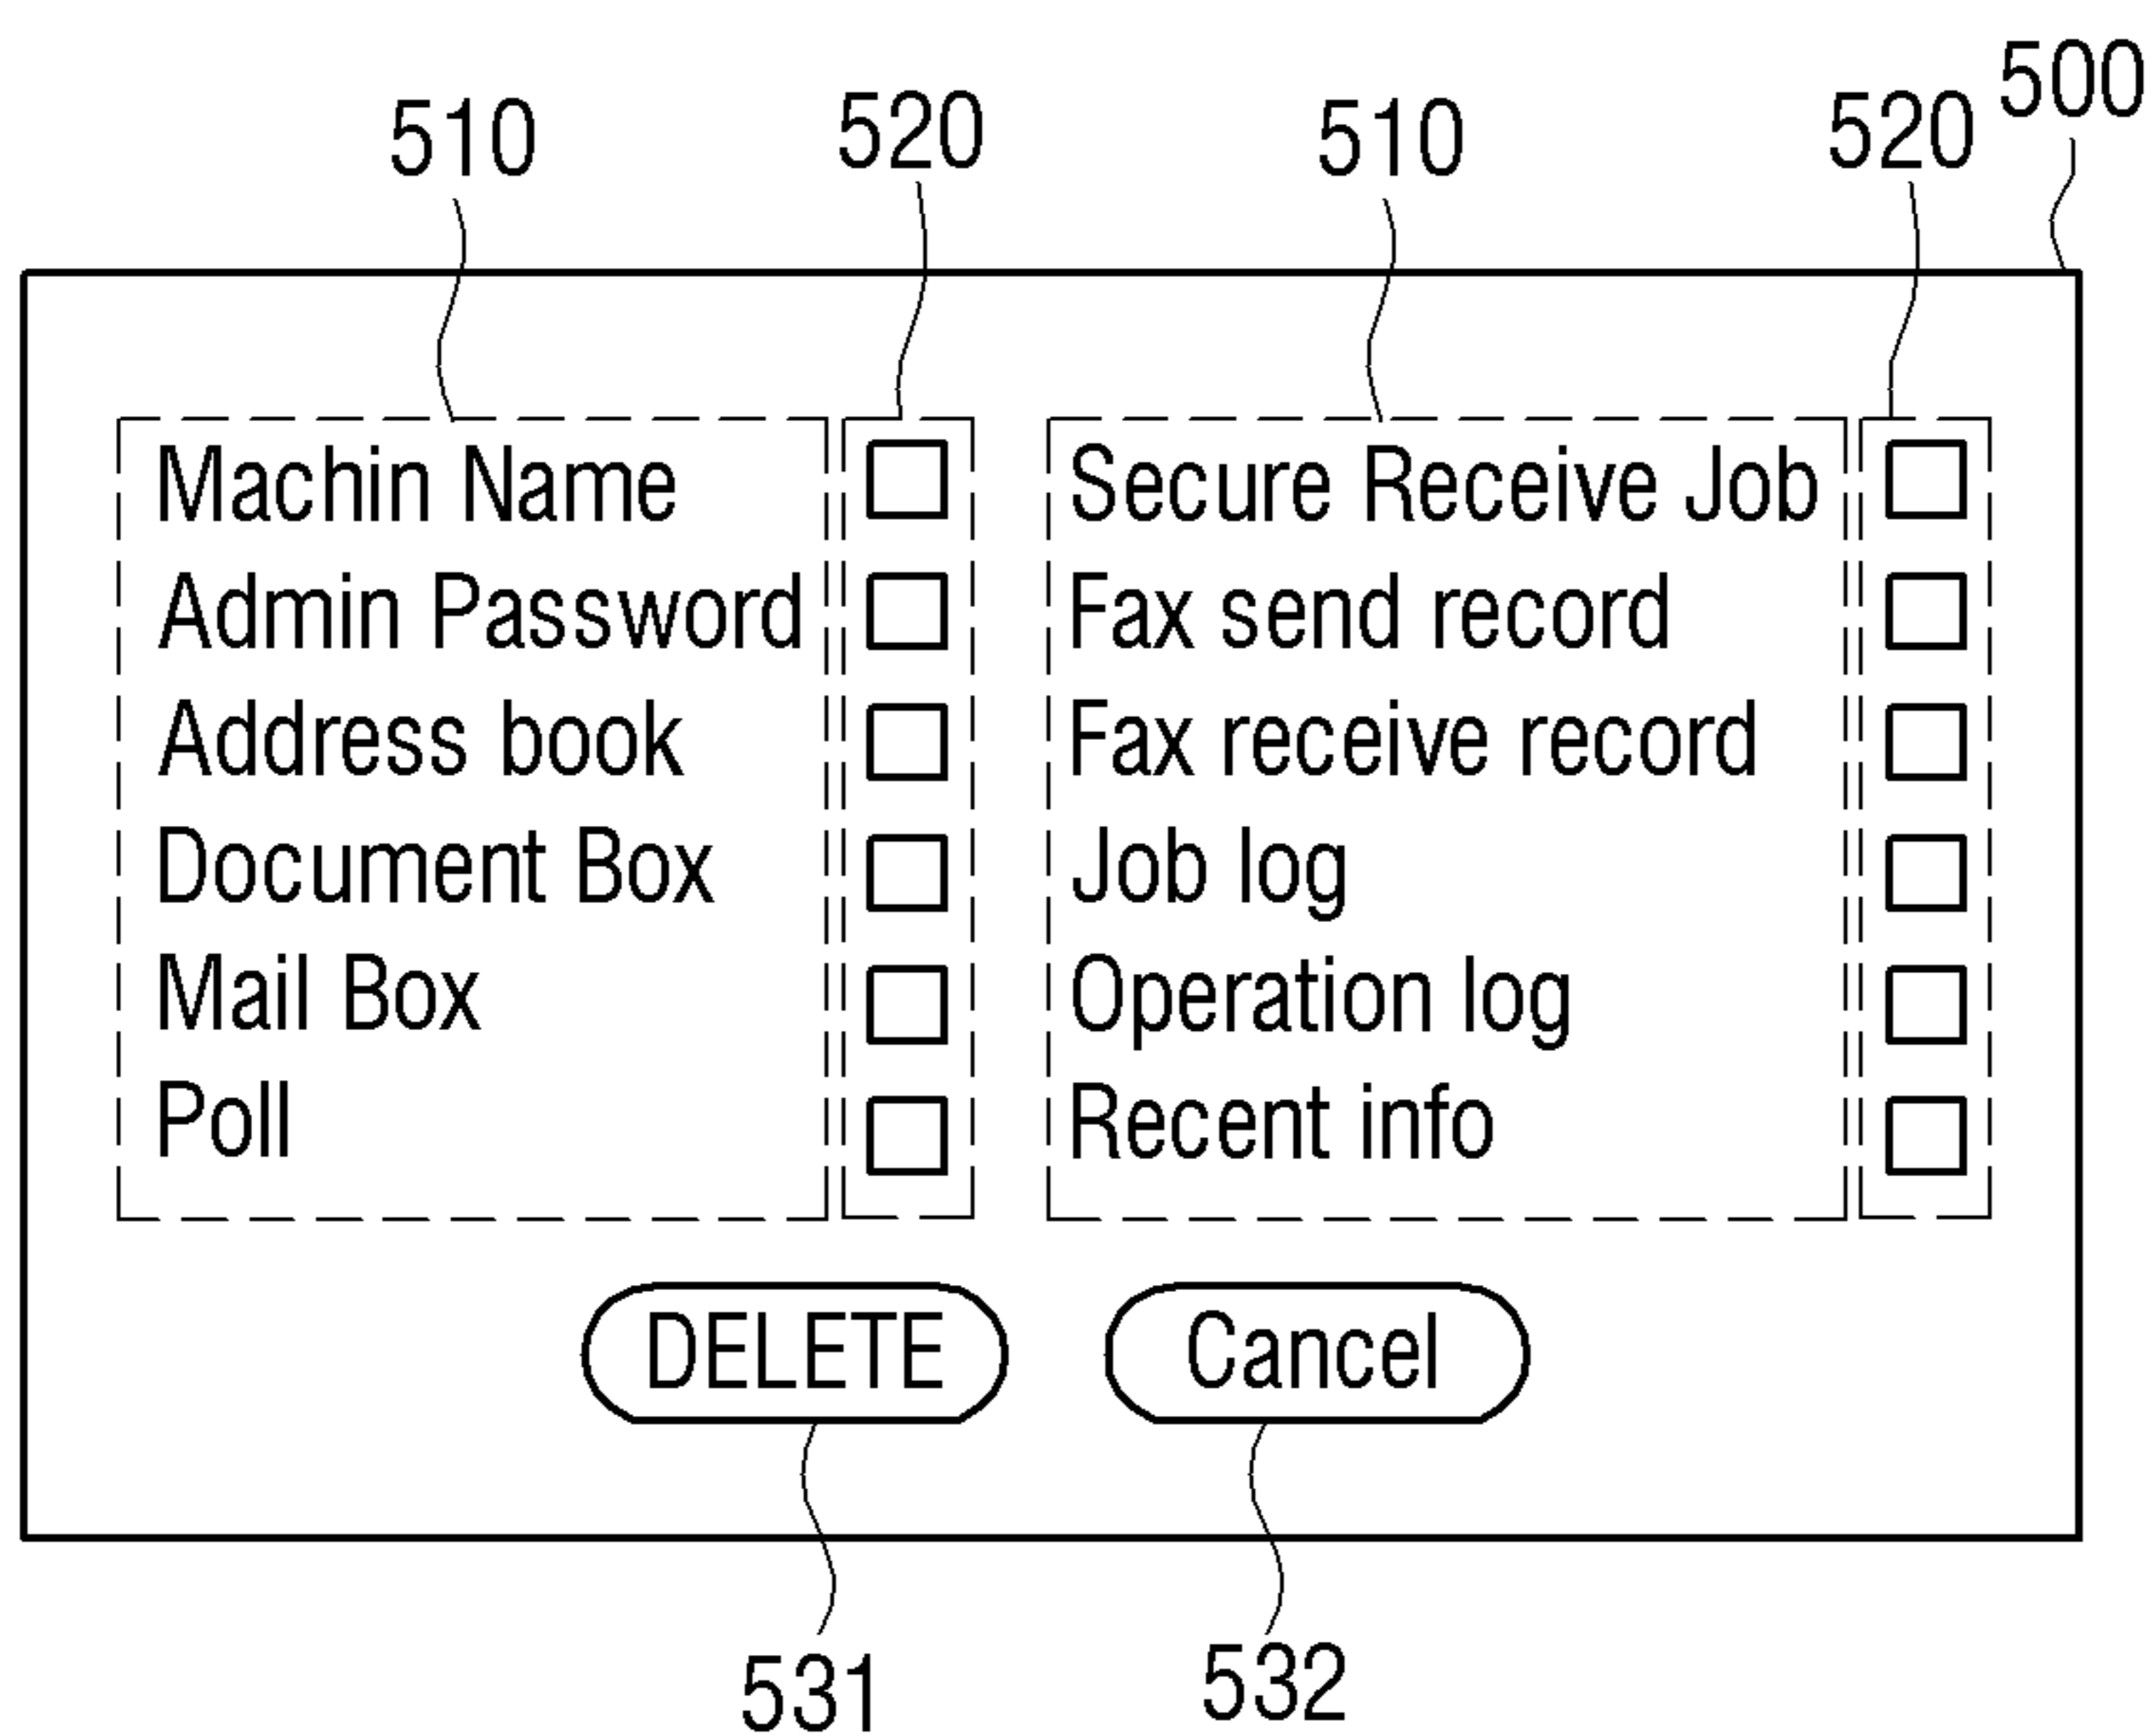 500
510 520 510 520
Machin Name
Admin Password
Address book
Document Box
Mail Box
Poll
Secure Receive Job
Fax send record
Fax receive record
Job log
Operation log
Recent info
DELETE Cancel
531 532